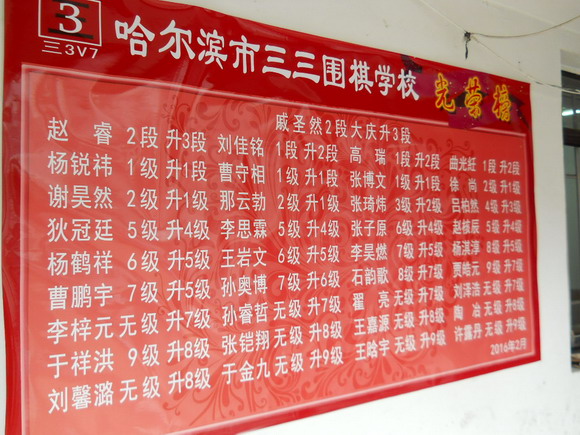 3
三3V7
哈尔滨市三三围棋学校
光荣榜
戚圣然2段大庆升3段
赵睿 2段 升3段 刘佳铭 1段 升2段 高瑞 1段 升2段 曲光紝 1段 升2段
杨锐祎 1级 升1段 曹宁相 1级 升1段 张博文 1级 升1段 徐尚 2级 升1级
谢昊然 2级 升1级 那云勃 2级 升1级 张琦炜 3级 升2级 吕柏然 4级 升3级
狄冠廷 5级 升4级 李思霖 5级 升4级 张子原 6级 升4级 赵梹辰 5级 升4级
杨鹤祥 6级 升5级 王岩文 6级 升5级 李昊燃 7级 升5级 杨淇淳 8级 升5级
曹鹏宇 7级 升5级 孙奥博 7级 升6级 石韵歌 8级 升7级 贾皓元 9级 升7级
李梓元 无级 升7级 孙睿哲 无级 升7级 翟亮 无级 升7级 刘泽浩 无级 升7级
于祥洪 9级 升8级 张铠翔 无级 升8级 王嘉源 无级 升8级 陶冶 无级 升8级
刘馨潞 无级 升8级 于金九 无级 升9级 王晗宇 无级 升9级 许露丹 无级 升9级
2016年2月